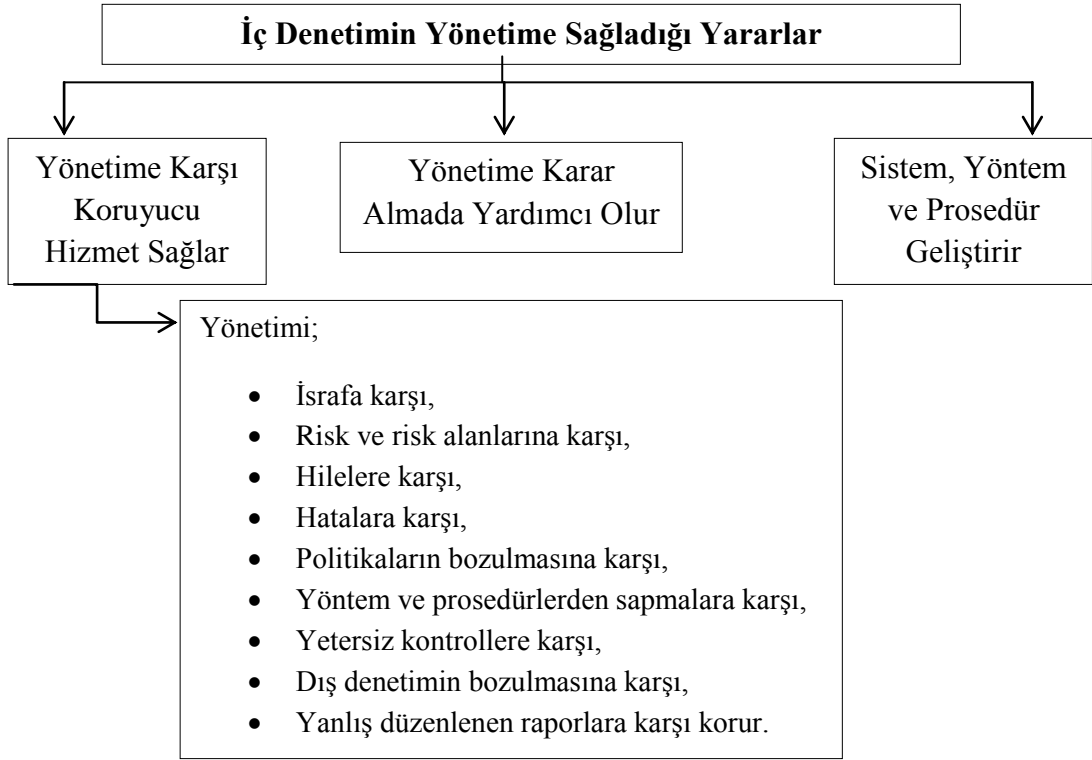 İç Denetimin Yönetime Sağladığı Yararlar
Yönetime Karşı
Koruyucu
Hizmet Sağlar
Yönetime Karar
Almada Yardımcı Olur
Sistem, Yöntem
ve Prosedür
Geliştirir
Yönetimi;
• İsrafa karşı,
• Risk ve risk alanlarına karşı,
• Hilelere karşı,
• Hatalara karşı,
• Politikaların bozulmasına karşı,
• Yöntem ve prosedürlerden sapmalara karşı,
• Yetersiz kontrollere karşı,
• Dış denetimin bozulmasına karşı,
• Yanlış düzenlenen raporlara karşı korur.